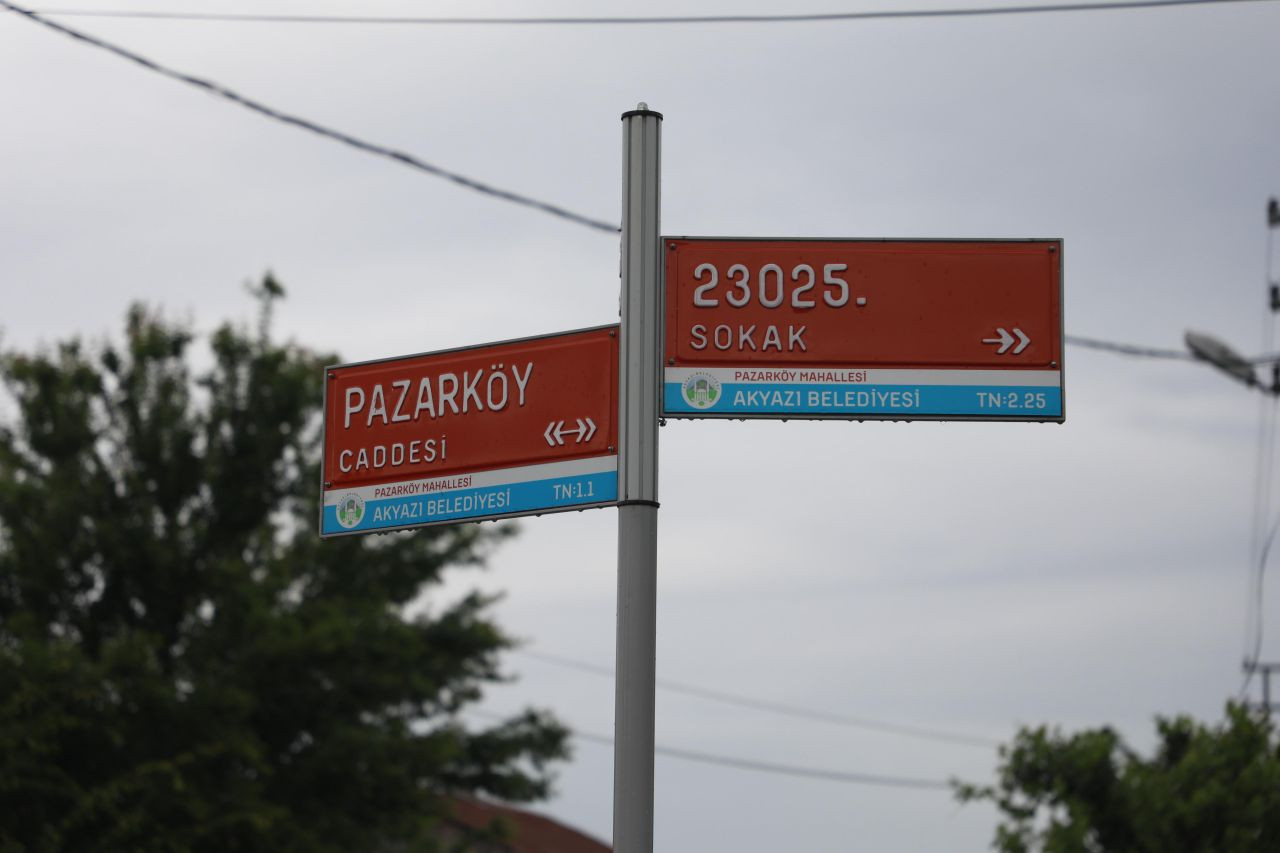 PAZARKÖY
CADDESİ
PAZARKÖY MAHALLESİ
AKYAZI BELEDİYESİ TN:1.1
23025.
SOKAK
PAZARKÖY MAHALLESİ
AKYAZI BELEDİYESİ TN:2.25